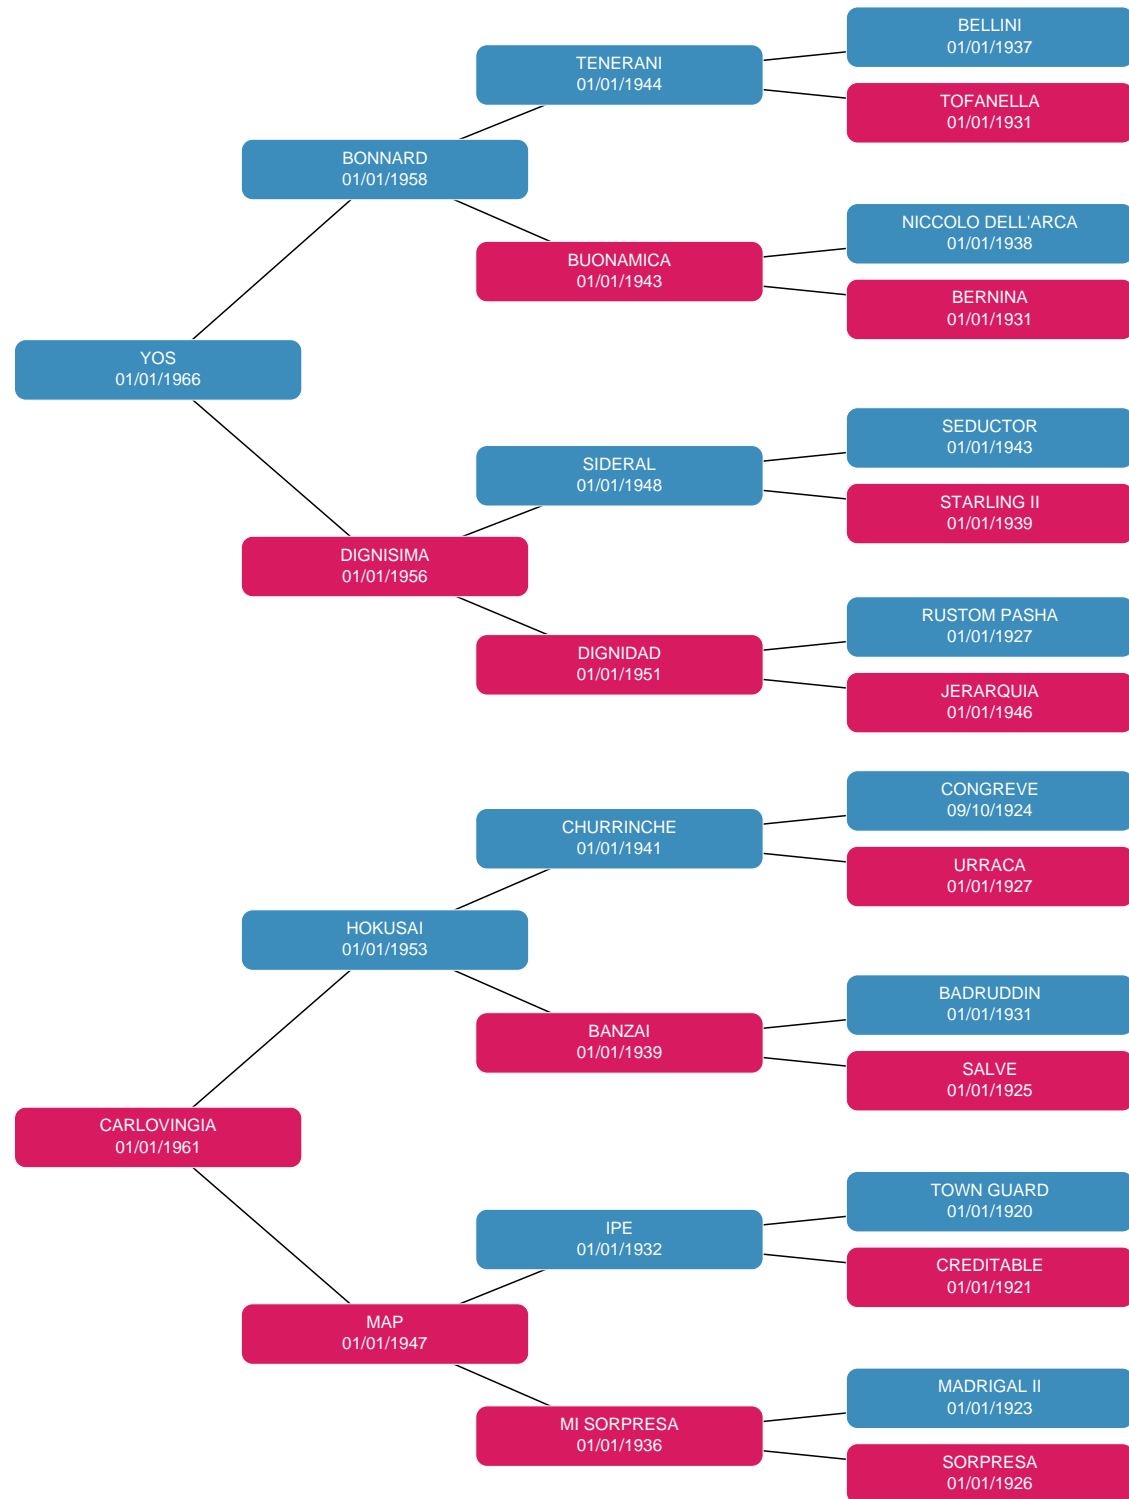 BELLINI
01/01/1937
TENERANI
01/01/1944
TOFANELLA
01/01/1931
BONNARD
01/01/1958
NICCOLO DELL'ARCA
01/01/1938
BUONAMICA
01/01/1943
BERNINA
01/01/1931
YOS
01/01/1966
SEDUCTOR
01/01/1943
SIDERAL
01/01/1948
STARLING II
01/01/1939
DIGNISIMA
01/01/1956
RUSTOM PASHA
01/01/1927
DIGNIDAD
01/01/1951
JERARQUIA
01/01/1946
CONGREVE
09/10/1924
CHURRINCHE
01/01/1941
URRACA
01/01/1927
HOKUSAI
01/01/1953
BADRUDDIN
01/01/1931
BANZAI
01/01/1939
SALVE
01/01/1925
CARLOVINGIA
01/01/1961
TOWN GUARD
01/01/1920
IPE
01/01/1932
CREDITABLE
01/01/1921
MAP
01/01/1947
MADRIGAL II
01/01/1923
MI SORPRESA
01/01/1936
SORPRESA
01/01/1926